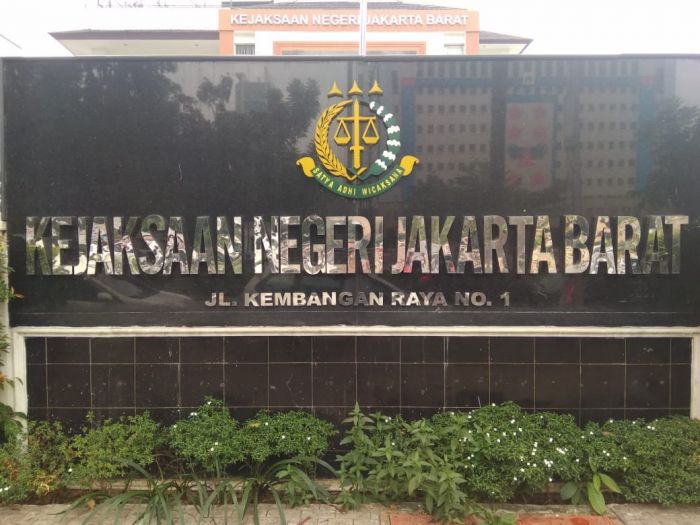 KEJAKSAAN NEGERI JAKARTA BARAT
SATYA ADHI WICAKSANA
KEJAKSAAN NEGERI JAKARTA BARAT
JL. KEMBANGAN RAYA NO. 1